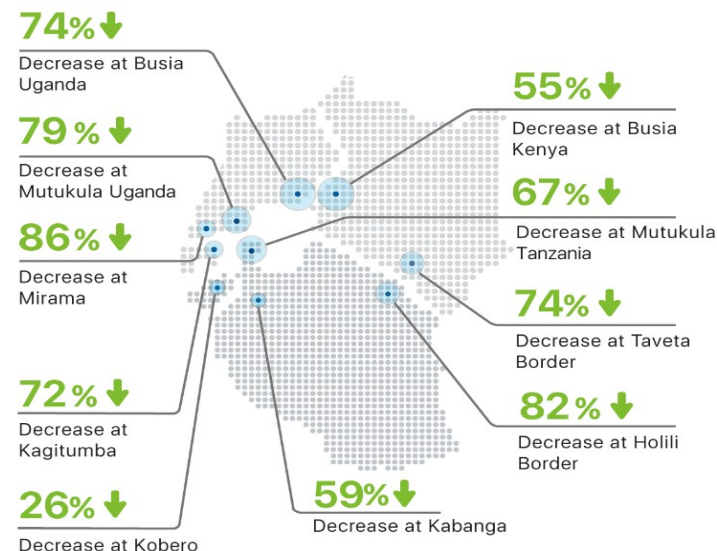 74%
Decrease at Busia
Uganda
79 %
Decrease at
Mutukula Uganda
86%
Decrease at
Mirama
72 %
Decrease at
Kagitumba
26%
Decrease at Kobero
59%
Decrease at Kabanga
55%
Decrease at Busia
Kenya
67%
Decrease at Mutukula
Tanzania
74%
Decrease at Taveta
Border
82 %
Decrease at Holili
Border